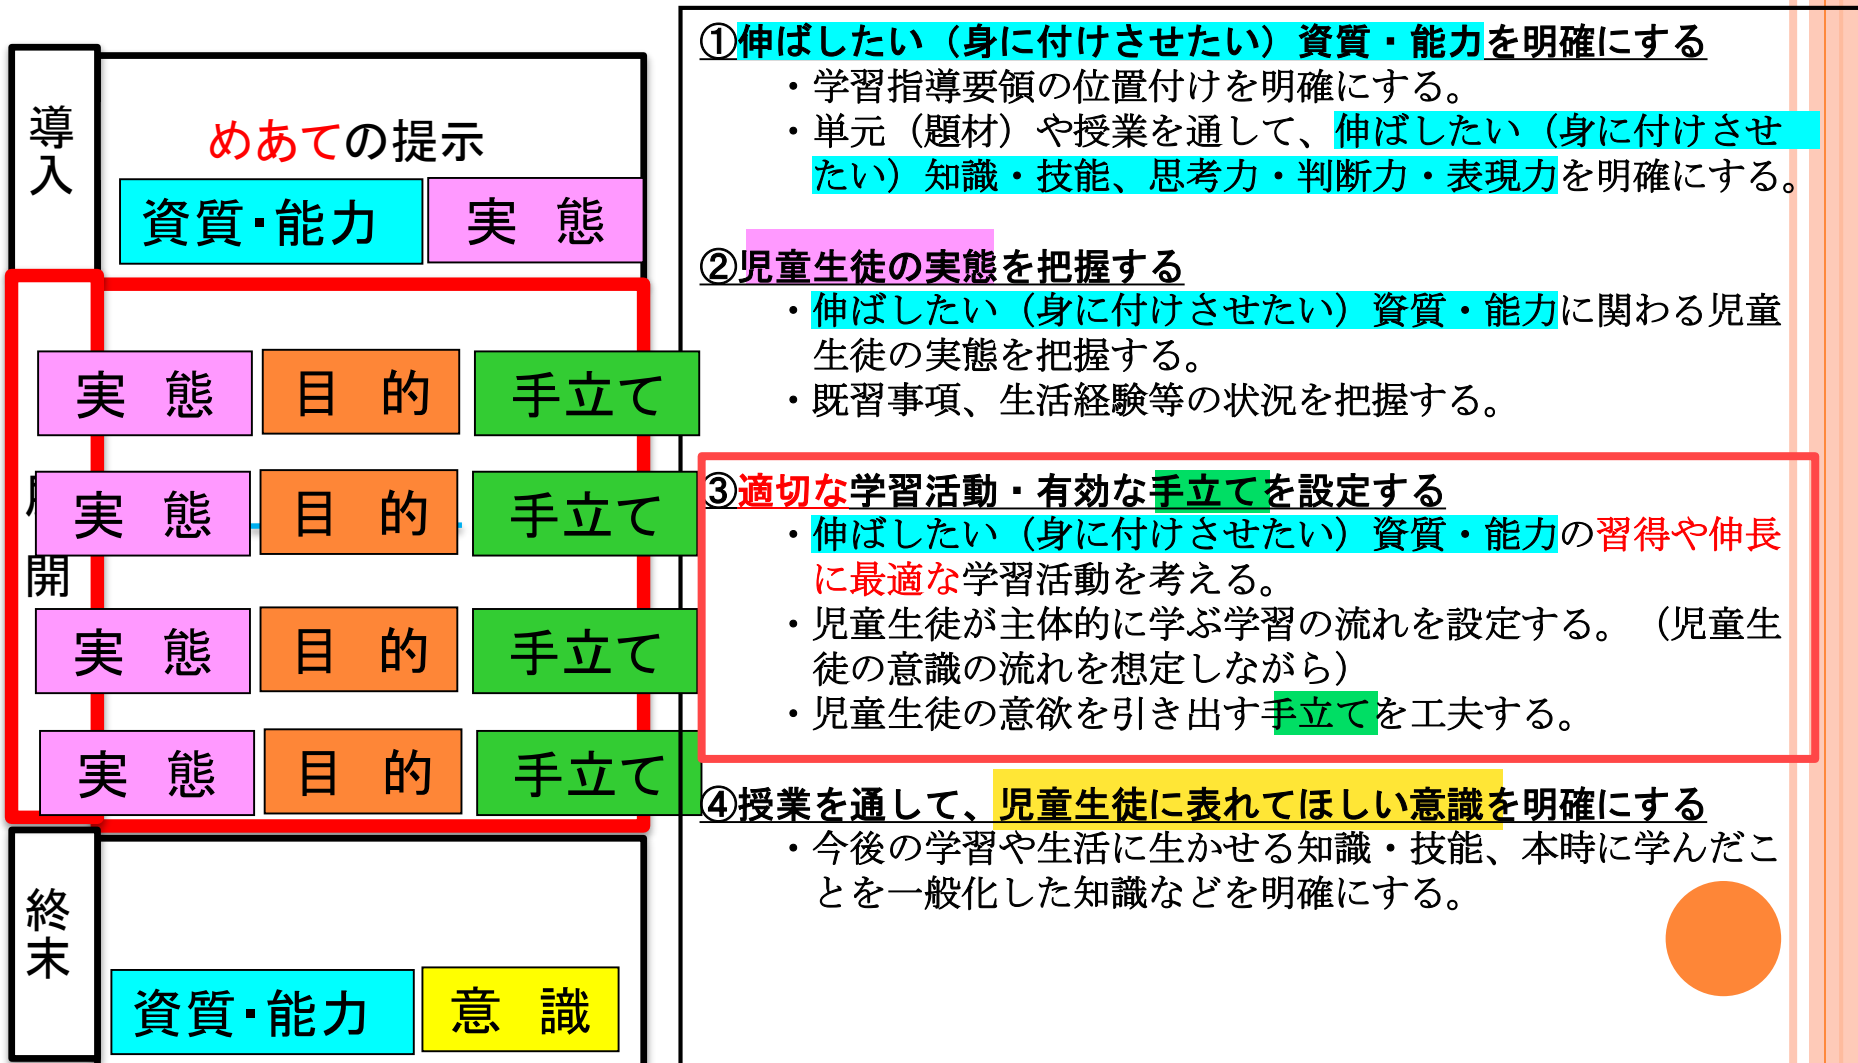 導入
めあての提示
資質・能力
実 態
実 態
目 的
手立て
実 態
目 的
手立て
開
実 態
目 的
手立て
実 態
目 的
手立て
終末
資質・能力
意 識
①伸ばしたい（身に付けさせたい）資質・能力を明確にする
・学習指導要領の位置付けを明確にする。
・単元（題材）や授業を通して、伸ばしたい（身に付けさせ
たい）知識・技能、思考力・判断力・表現力を明確にする。
②児童生徒の実態を把握する
・伸ばしたい（身に付けさせたい）資質・能力に関わる児童
生徒の実態を把握する。
・既習事項、生活経験等の状況を把握する。
③適切な学習活動・有効な手立てを設定する
・伸ばしたい（身に付けさせたい）資質・能力の習得や伸長
に最適な学習活動を考える。
・児童生徒が主体的に学ぶ学習の流れを設定する。（児童生
徒の意識の流れを想定しながら）
・児童生徒の意欲を引き出す手立てを工夫する。
④授業を通して、児童生徒に表れてほしい意識を明確にする
・今後の学習や生活に生かせる知識・技能、本時に学んだこ
とを一般化した知識などを明確にする。